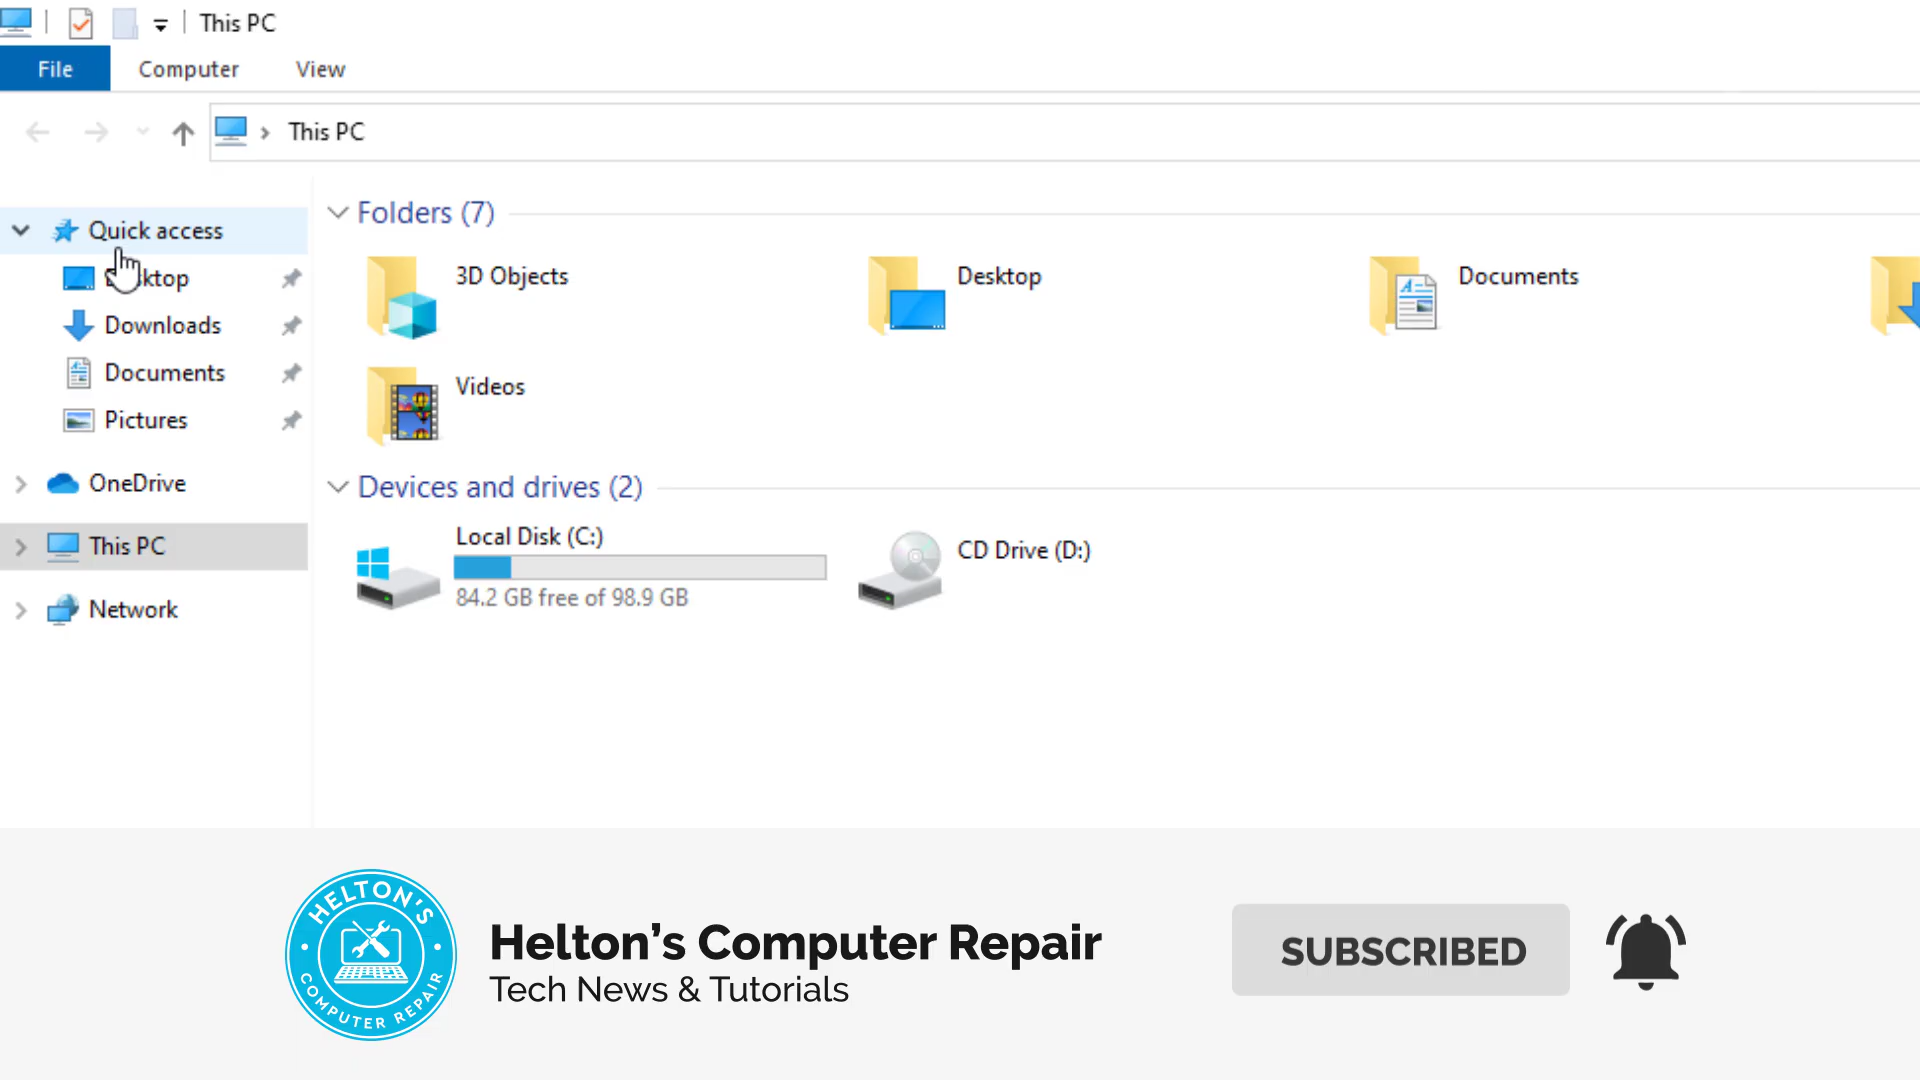 This PC
File Computer View
This PC
Quick access
Desktop
Downloads
Documents
Pictures
OneDrive
This PC
Network
Folders (7)
3D Objects
Desktop
Documents
Videos
Devices and drives (2)
Local Disk (C:)
84.2 GB free of 98.9 GB
CD Drive (D:)
HELTON'S
COMPUTER REPAIR
Helton's Computer Repair
Tech News & Tutorials
SUBSCRIBED